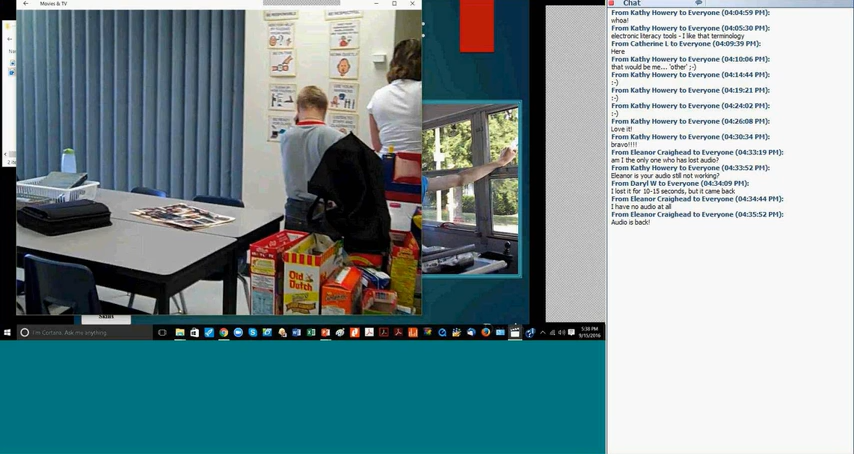 Movies & TV
Chat
From Kathy Howery to Everyone (04:04:59 PM):
whoa!
From Kathy Howery to Everyone (04:05:30 PM):
electronic literacy tools - I like that terminology
From Catherine L to Everyone (04:09:39 PM):
Here
From Kathy Howery to Everyone (04:10:06 PM):
that would be me... 'other' ;-)
From Kathy Howery to Everyone (04:14:44 PM):
:-)
From Kathy Howery to Everyone (04:19:21 PM):
:-)
From Kathy Howery to Everyone (04:24:02 PM):
:-)
From Kathy Howery to Everyone (04:26:08 PM):
Love it!
From Kathy Howery to Everyone (04:30:34 PM):
bravo!!!!
From Eleanor Craighead to Everyone (04:33:19 PM):
am I the only one who has lost audio?
From Kathy Howery to Everyone (04:33:52 PM):
Eleanor is your audio still not working?
From Daryl W to Everyone (04:34:09 PM):
I lost it for 10-15 seconds, but it came back
From Eleanor Craighead to Everyone (04:34:44 PM):
I have no audio at all
From Eleanor Craighead to Everyone (04:35:52 PM):
Audio is back!
Old
Dutch
I'm Cortana. Ask me anything.
5:38 PM
9/15/2016